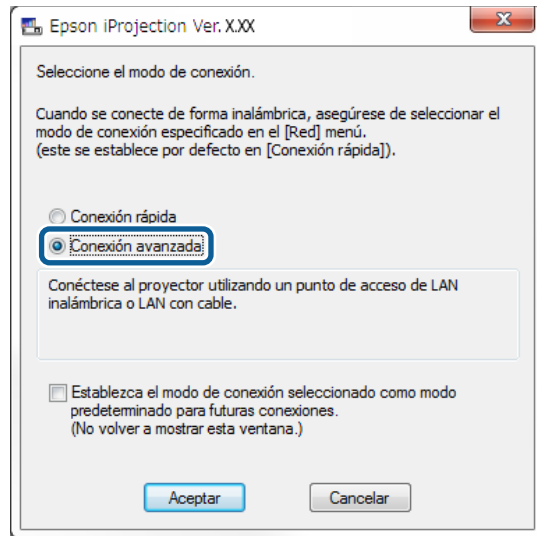 Epson iProjection Ver. X.XX
Seleccione el modo de conexión.
Cuando se conecte de forma inalámbrica, asegúrese de seleccionar el
modo de conexión especificado en el [Red] menú.
(este se establece por defecto en [Conexión rápida]).
Conexión rápida
Conexión avanzada
Conéctese al proyector utilizando un punto de acceso de LAN
inalámbrica o LAN con cable.
Establezca el modo de conexión seleccionado como modo
predeterminado para futuras conexiones.
(No volver a mostrar esta ventana.)
Aceptar Cancelar